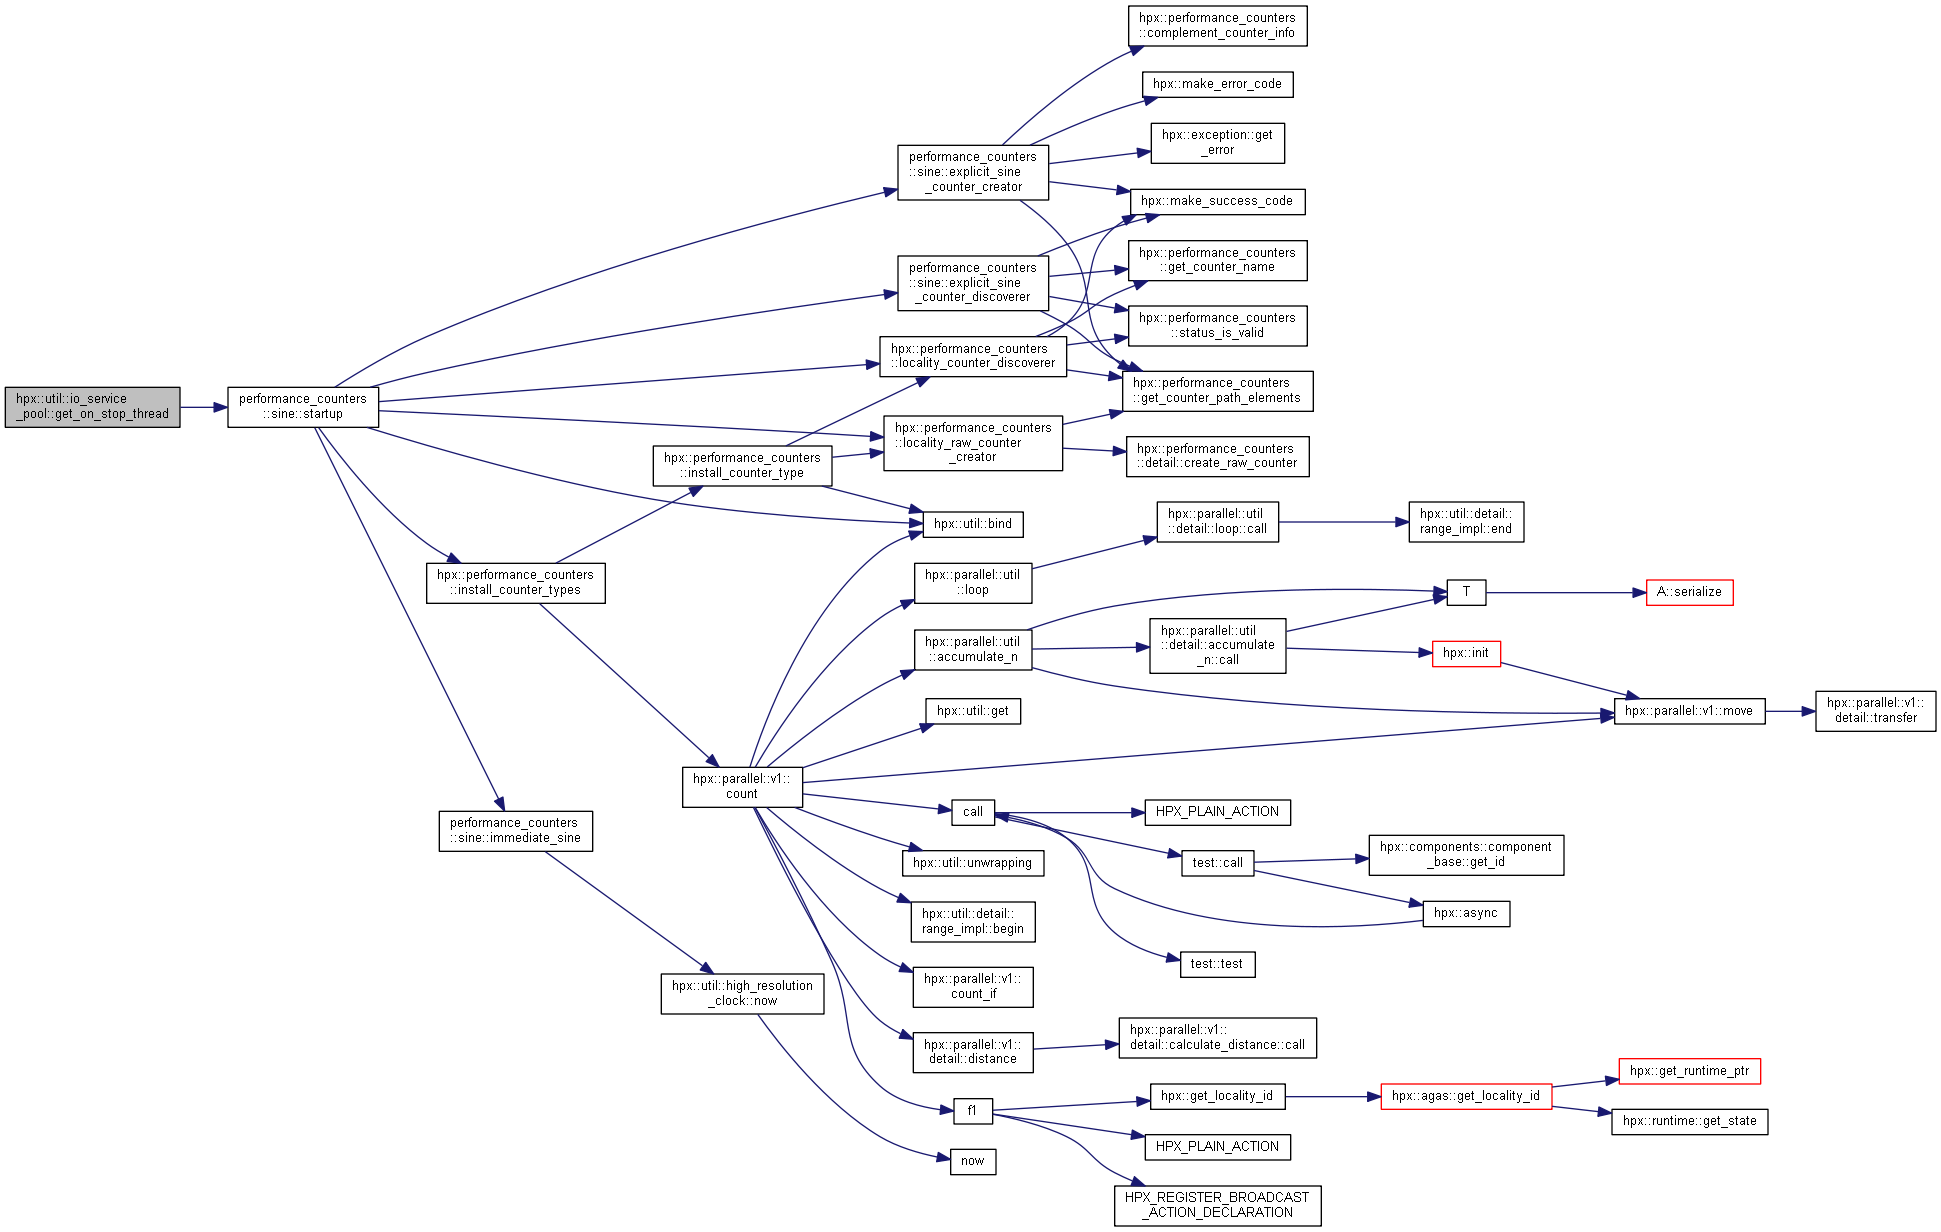 hpx::util::io_service
_pool::get_on_stop_thread
performance_counters
::sine::startup
hpx::performance_counters
::install_counter_types
performance_counters
::sine::immediate_sine
hpx::performance_counters
::install_counter_type
hpx::parallel::v1::
count
hpx::util::high_resolution
_clock::now
performance_counters
::sine::explicit_sine
_counter_creator
performance_counters
::sine::explicit_sine
_counter_discoverer
hpx::performance_counters
::locality_counter_discoverer
hpx::performance_counters
::locality_raw_counter
_creator
hpx::util::bind
hpx::parallel::util
::loop
hpx::parallel::util
::accumulate_n
hpx::util::get
call
hpx::util::unwrapping
hpx::util::detail::
range_impl::begin
hpx::parallel::v1::
count_if
hpx::parallel::v1::
detail::distance
f1
now
hpx::performance_counters
::complement_counter_info
hpx::make_error_code
hpx::exception::get
_error
hpx::make_success_code
hpx::performance_counters
::get_counter_name
hpx::performance_counters
::status_is_valid
hpx::performance_counters
::get_counter_path_elements
hpx::performance_counters
::detail::create_raw_counter
hpx::parallel::util
::detail::loop::call
hpx::parallel::util
::detail::accumulate
_n::call
HPX_PLAIN_ACTION
test::call
test::test
hpx::parallel::v1::
detail::calculate_distance::call
hpx::get_locality_id
HPX_PLAIN_ACTION
HPX_REGISTER_BROADCAST
_ACTION_DECLARATION
hpx::util::detail::
range_impl::end
T
hpx::init
hpx::components::component
_base::get_id
hpx::async
hpx::agas::get_locality_id
A::serialize
hpx::parallel::v1::move
hpx::get_runtime_ptr
hpx::runtime::get_state
hpx::parallel::v1::
detail::transfer